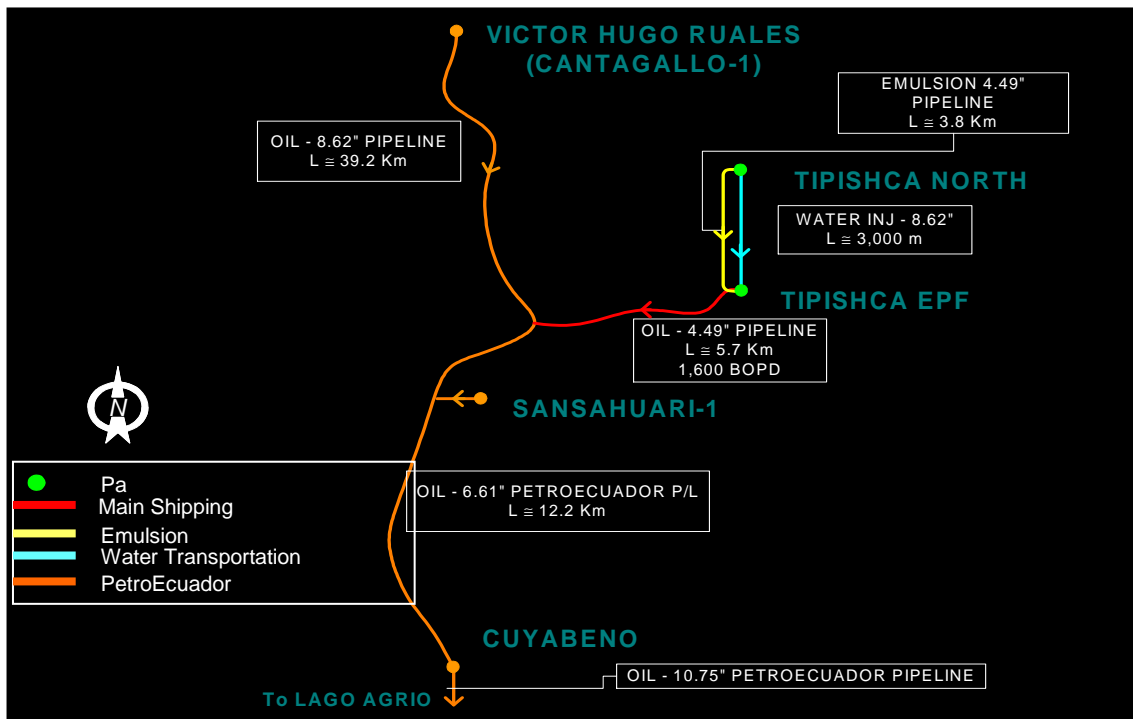 VICTOR HUGO RUALES
(CANTAGALLO-1)
EMULSION 4.49"
PIPELINE
L ≅ 3.8 Km
OIL - 8.62" PIPELINE
L ≅ 39.2 Km
TIPISHCA NORTH
WATER INJ - 8.62"
L ≅ 3,000 m
TIPISHCA EPF
OIL - 4.49" PIPELINE
L ≅ 5.7 Km
1,600 BOPD
N
SANSAHUARI-1
Pa
Main Shipping
Emulsion
Water Transportation
PetroEcuador
OIL - 6.61" PETROECUADOR P/L
L ≅ 12.2 Km
CUYABENO
OIL - 10.75" PETROECUADOR PIPELINE
To LAGO AGRIO